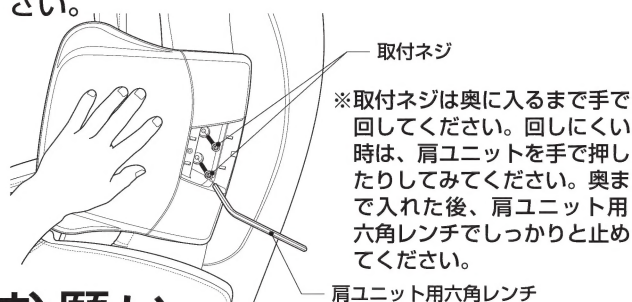 さい。
取付ネジ
※取付ネジは奥に入るまで手で
回してください。回しにくい
時は、肩ユニットを手で押し
たりしてみてください。奥ま
で入れた後、肩ユニット用
六角レンチでしっかりと止め
てください。
肩ユニット用六角レンチ
お願い